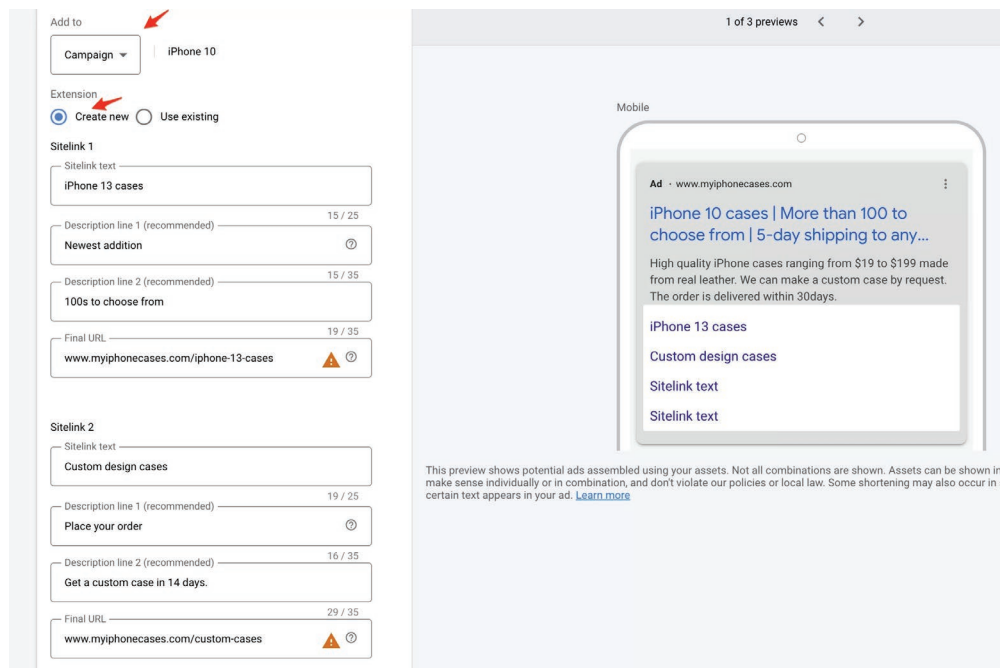 Add to
Campaign
iPhone 10
Extension
Create new
Use existing
Sitelink 1
Sitelink text
iPhone 13 cases
15 / 25
Description line 1 (recommended)
Newest addition
15 / 35
Description line 2 (recommended)
100s to choose from
19 / 35
Final URL
www.myiphonecases.com/iphone-13-cases
Sitelink 2
Sitelink text
Custom design cases
19 / 25
Description line 1 (recommended)
Place your order
16 / 35
Description line 2 (recommended)
Get a custom case in 14 days.
29 / 35
Final URL
www.myiphonecases.com/custom-cases
1 of 3 previews
Mobile
Ad · www.myiphonecases.com
iPhone 10 cases | More than 100 to
choose from | 5-day shipping to any...
High quality iPhone cases ranging from $19 to $199 made
from real leather. We can make a custom case by request.
The order is delivered within 30days.
iPhone 13 cases
Custom design cases
Sitelink text
Sitelink text
This preview shows potential ads assembled using your assets. Not all combinations are shown. Assets can be shown in
make sense individually or in combination, and don't violate our policies or local law. Some shortening may also occur in
certain text appears in your ad. Learn more